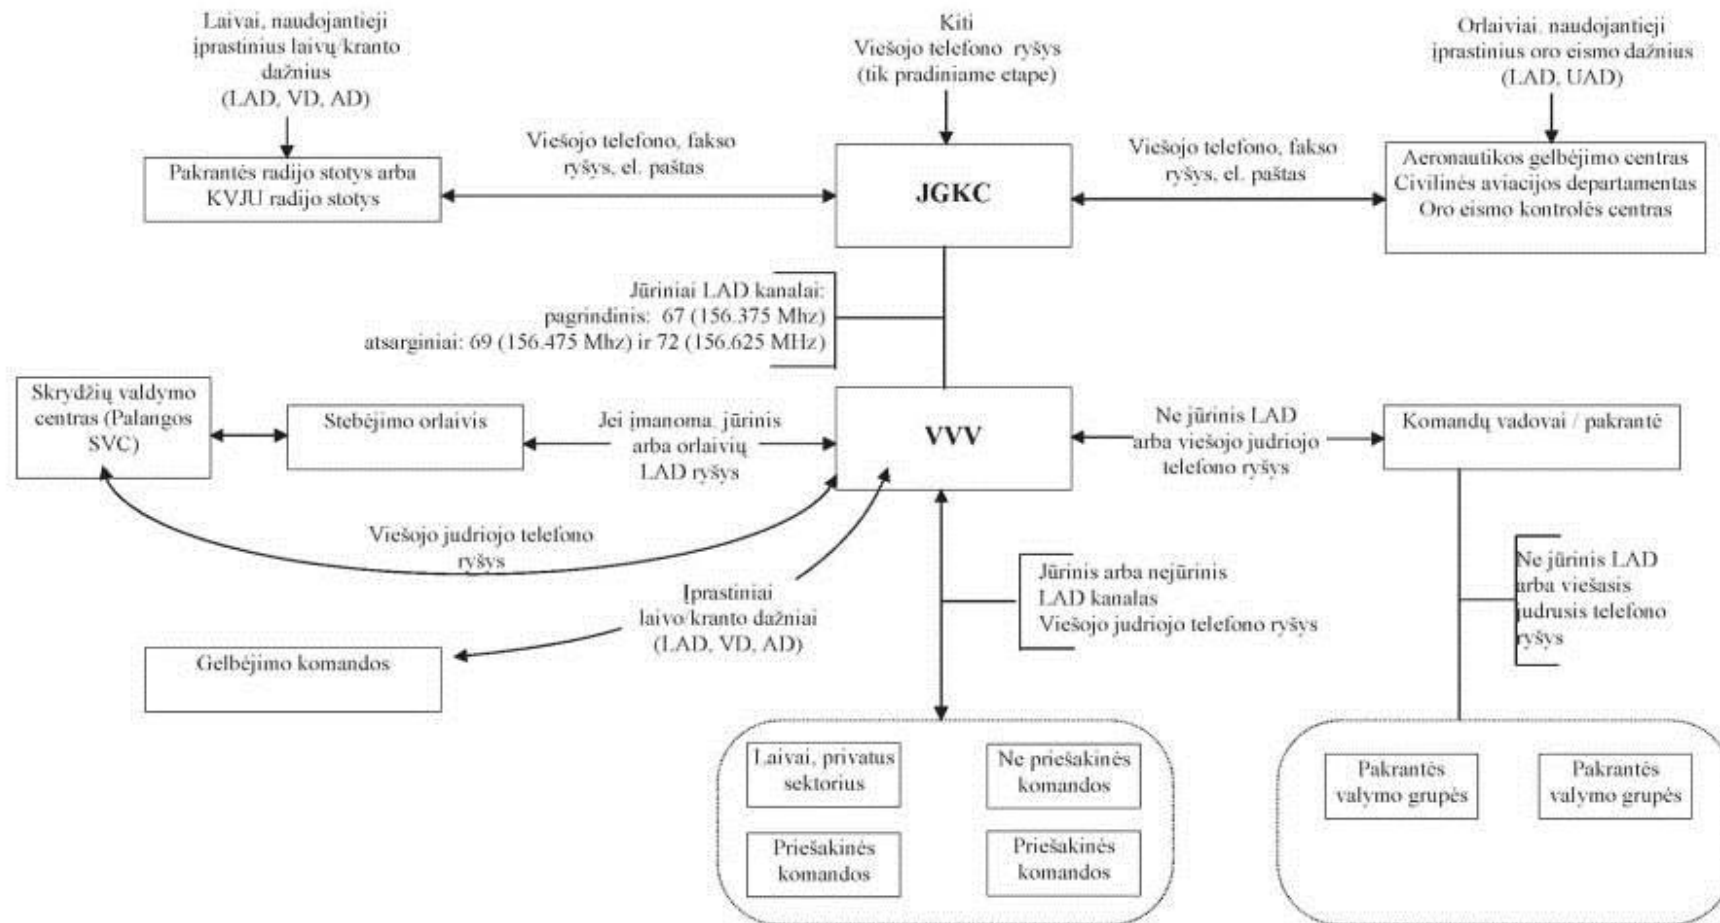 Laivai, naudojantieji
įprastinius laivų/kranto
dažnius
(LAD, VD, AD)
Kiti
Viešojo telefono ryšys
(tik pradiniame etape)
Orlaiviai. naudojantieji
įprastinius oro eismo dažnius
(LAD, UAD)
Pakrantės radijo stotys arba
KVJU radijo stotys
Viešojo telefono, fakso
ryšys, el. paštas
JGKC
Viešojo telefono, fakso
ryšys, el. paštas
Aeronautikos gelbėjimo centras
Civilinės aviacijos departamentas
Oro eismo kontrolės centras
Jūriniai LAD kanalai:
pagrindinis: 67 (156.375 Mhz)
atsarginiai: 69 (156.475 Mhz) ir 72 (156.625 MHz)
Skrydžių valdymo
centras (Palangos
SVC)
Stebėjimo orlaivis
Jei įmanoma, jūrinis
arba orlaivių
LAD ryšys
VVV
Ne jūrinis LAD
arba viešojo judriojo
telefono ryšys
Komandų vadovai / pakrantė
Viešojo judriojo telefono
ryšys
Įprastiniai
laivo/kranto dažniai
(LAD, VD, AD)
Jūrinis arba nejūrinis
LAD kanalas
Viešojo judriojo telefono ryšys
Ne jūrinis LAD
arba viešasis
judrusis telefono
ryšys
Gelbėjimo komandos
Laivai, privatus
sektorius
Ne priešakinės
komandos
Priešakinės
komandos
Priešakinės
komandos
Pakrantės
valymo grupės
Pakrantės
valymo grupės